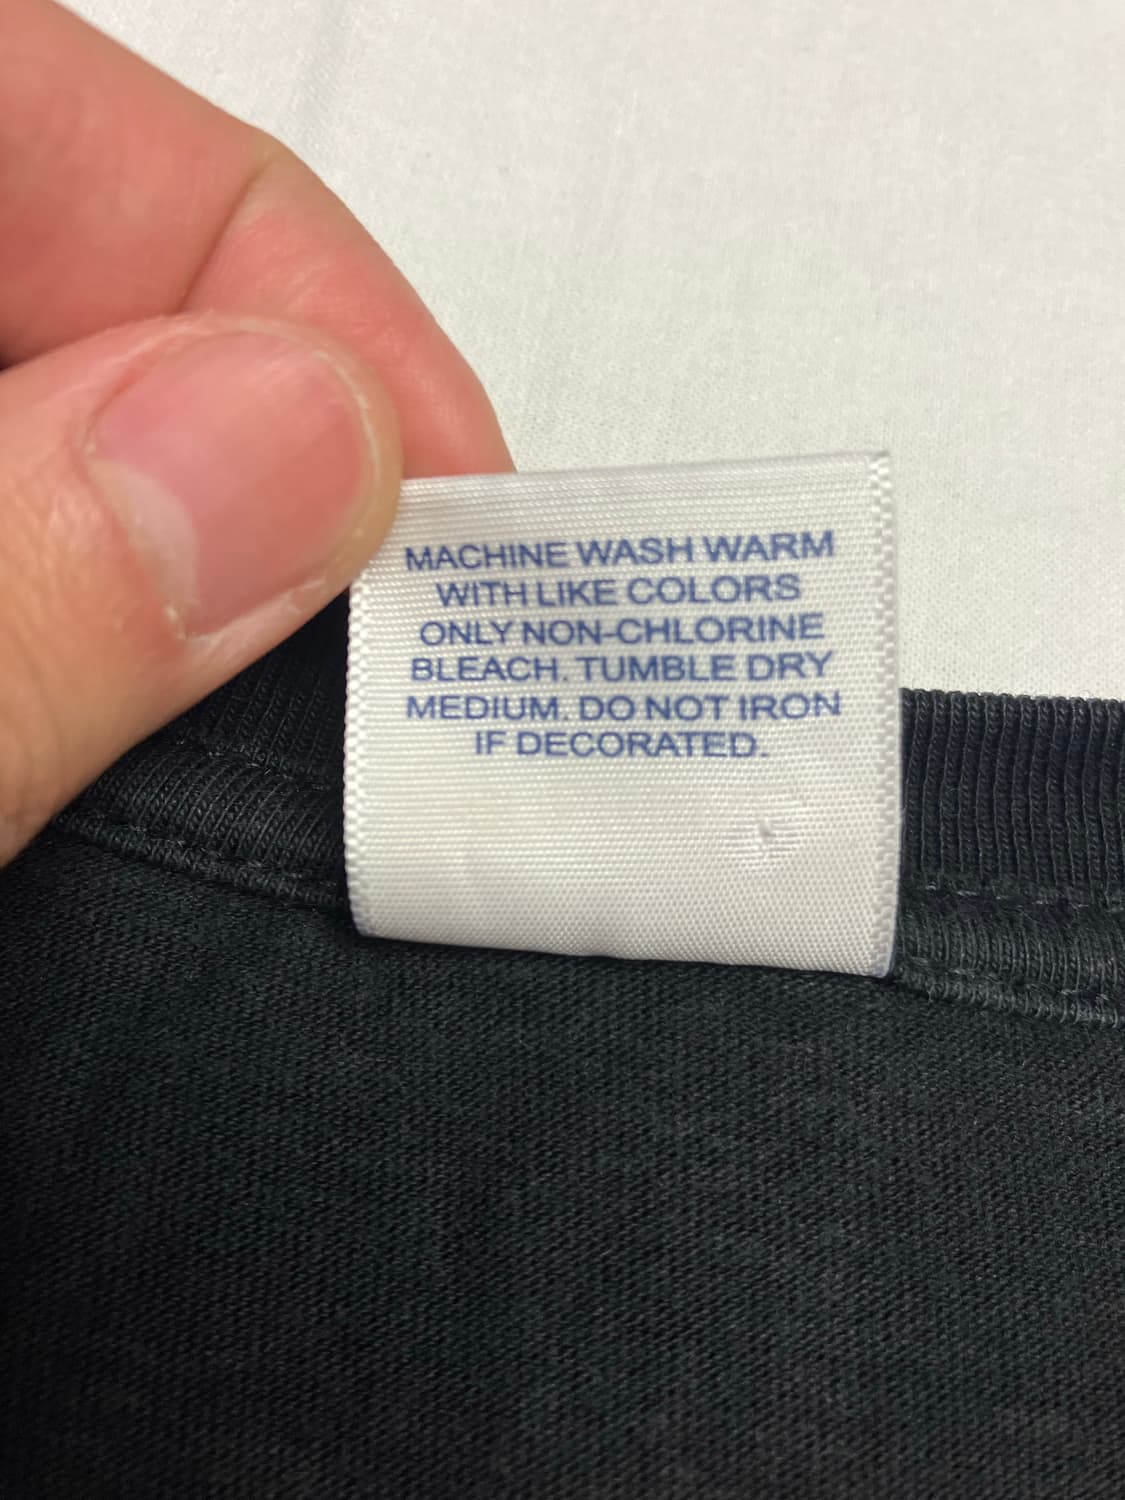 MACHINE WASH WARM
WITH LIKE COLORS
ONLY NON-CHLORINE
BLEACH. TUMBLE DRY
MEDIUM. DO NOT IRON
IF DECORATED.